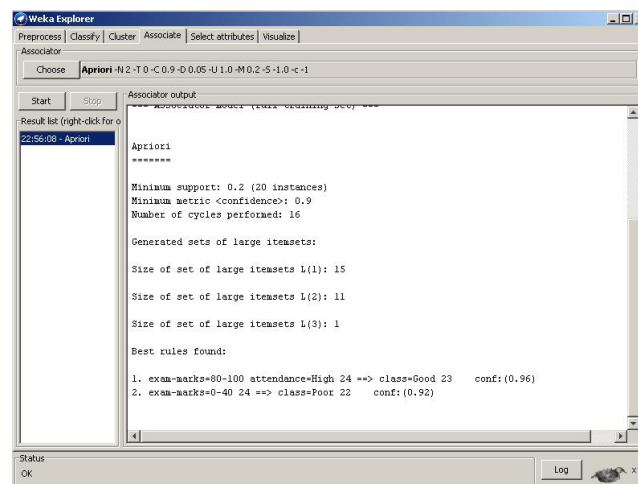 Weka Explorer
Preprocess Classify Cluster Associate Select attributes Visualize
Associator
Choose Apriori -N 2 -T 0 -C 0.9 -D 0.05 -U 1.0 -M 0.2 -S -1.0 -c -1
Start Stop
Result list (right-click for o
22:56:08 - Apriori
Associator output
=== Associator model (full training set) ===
Apriori
=======
Minimum support: 0.2 (20 instances)
Minimum metric <confidence>: 0.9
Number of cycles performed: 16
Generated sets of large itemsets:
Size of set of large itemsets L(1): 15
Size of set of large itemsets L(2): 11
Size of set of large itemsets L(3): 1
Best rules found:
1. exam-marks=80-100 attendance=High 24 ==> class=Good 23 conf:(0.96)
2. exam-marks=0-40 24 ==> class=Poor 22 conf:(0.92)
Status
OK
Log
x